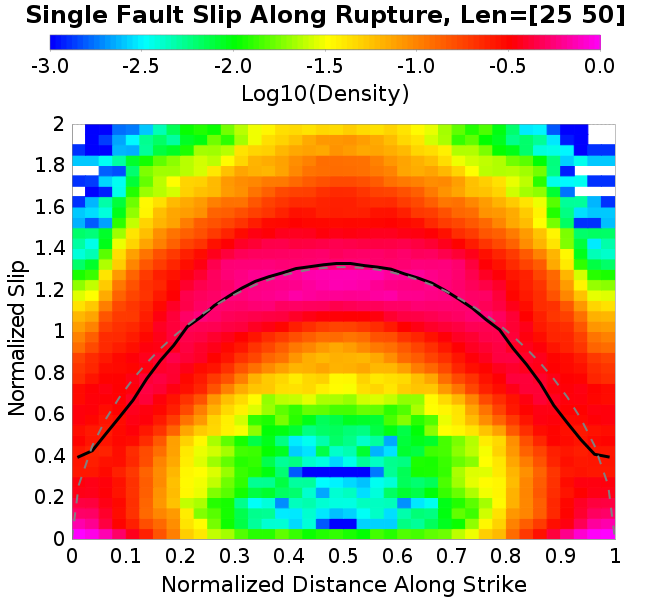 Single Fault Slip Along Rupture, Len=[25 50]
-3.0 -2.5 -2.0 -1.5 -1.0 -0.5 0.0
Log10(Density)
2
1.8
1.6
1.4
1.2
1
0.8
0.6
0.4
0.2
0
Normalized Slip
0 0.1 0.2 0.3 0.4 0.5 0.6 0.7 0.8 0.9 1
Normalized Distance Along Strike